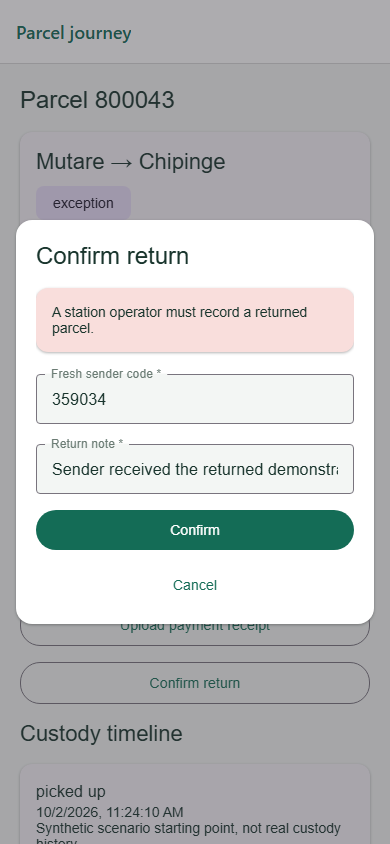 Parcel journey
Parcel 800043
Mutare → Chipinge
exception
Confirm return
A station operator must record a returned
parcel.
Fresh sender code *
359034
Return note *
Sender received the returned demonstra
Confirm
Cancel
Upload payment receipt
Confirm return
Custody timeline
picked up
10/2/2026, 11:24:10 AM
Synthetic scenario starting point, not real custody
history.